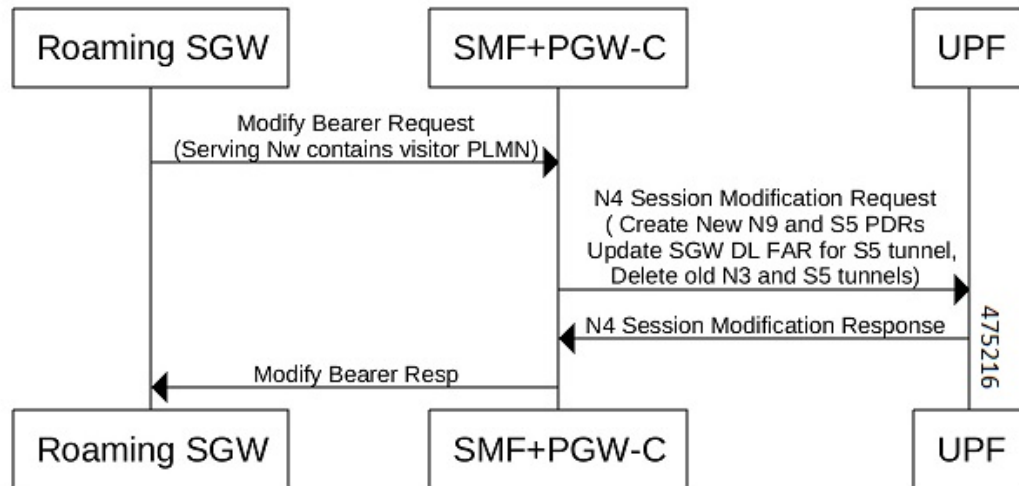 Roaming SGW
SMF+PGW-C
UPF
Modify Bearer Request
(Serving Nw contains visitor PLMN)
N4 Session Modification Request
( Create New N9 and S5 PDRs
Update SGW DL FAR for S5 tunnel,
Delete old N3 and S5 tunnels)
N4 Session Modification Response
475216
Modify Bearer Resp
Roaming SGW
SMF+PGW-C
UPF